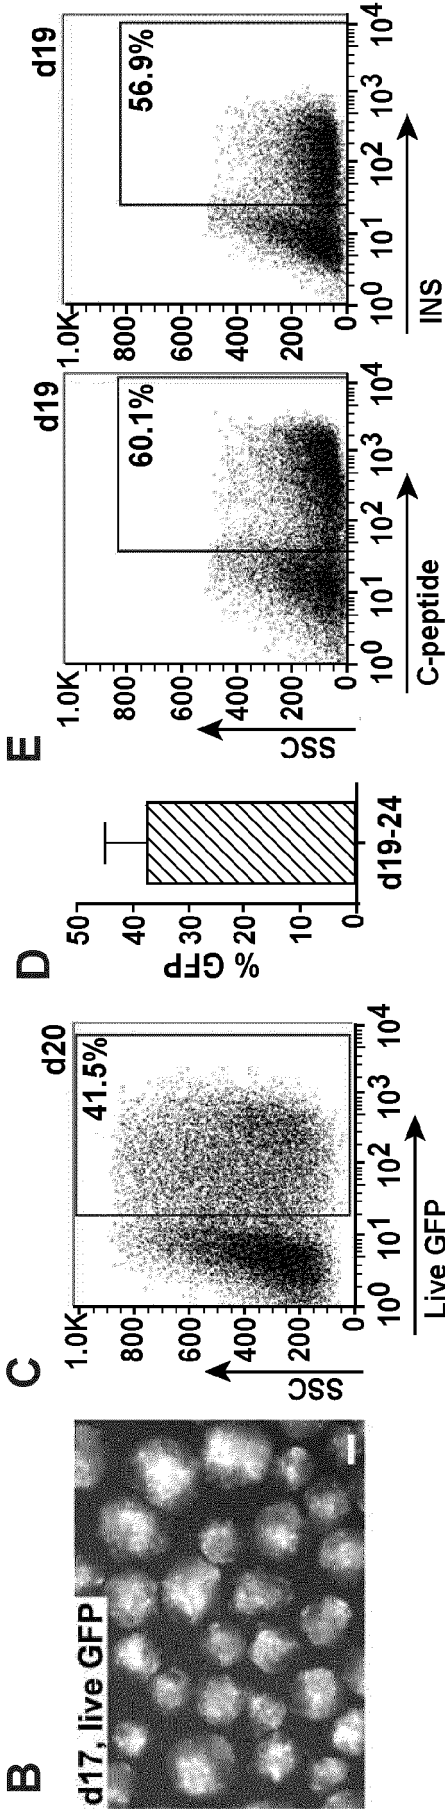 B
d17, live GFP
C
d20
41.5%
1.0K
800
600
400
200
0
SSC
10^0 10^1 10^2 10^3 10^4
Live GFP
D
50
40
30
20
10
0
% GFP
d19-24
E
d19
60.1%
1.0K
800
600
400
200
0
SSC
10^0 10^1 10^2 10^3 10^4
C-peptide
d19
56.9%
1.0K
800
600
400
200
0
10^0 10^1 10^2 10^3 10^4
INS